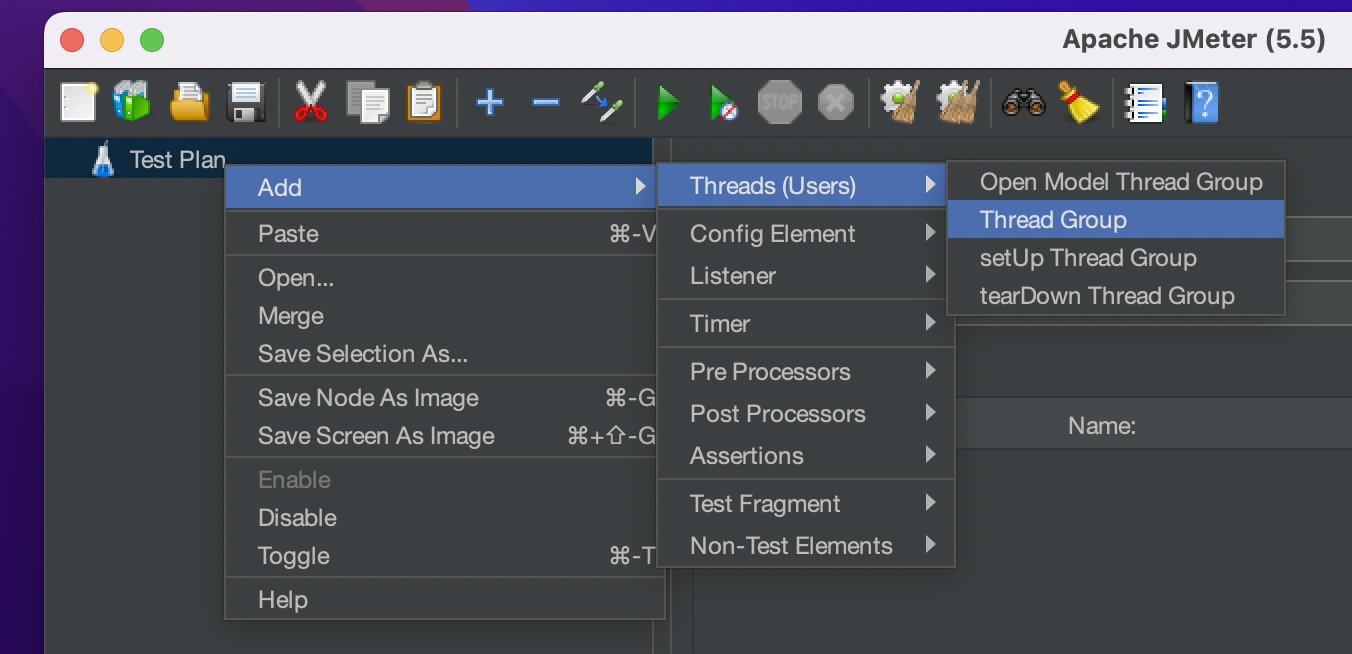 Apache JMeter (5.5)
STOP
Test Plan
Add
Paste ⌘-V
Open...
Merge
Save Selection As...
Save Node As Image ⌘-G
Save Screen As Image ⌘+⇧-G
Enable
Disable
Toggle ⌘-T
Help
Threads (Users)
Config Element
Listener
Timer
Pre Processors
Post Processors
Assertions
Test Fragment
Non-Test Elements
Open Model Thread Group
Thread Group
setUp Thread Group
tearDown Thread Group
Name: